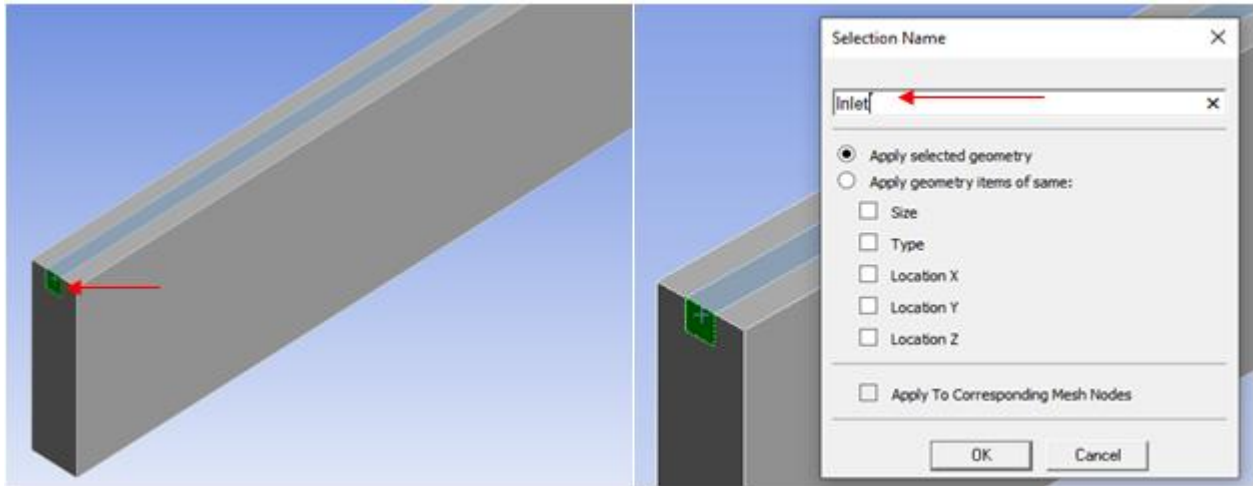 Selection Name
Inlet
Apply selected geometry
Apply geometry items of same:
Size
Type
Location X
Location Y
Location Z
Apply To Corresponding Mesh Nodes
OK
Cancel